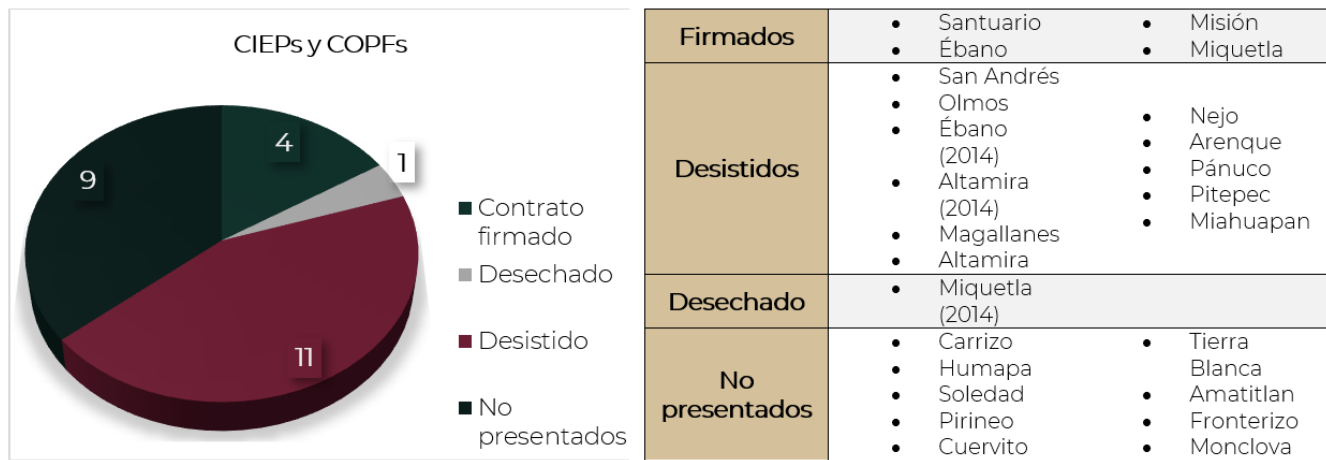 CIEPs y COPFs
4
1
9
11
Contrato
firmado
Desechado
Desistido
No
presentados
Firmados
• Santuario
• Ébano
• Misión
• Miquetla
Desistidos
• San Andrés
• Olmos
• Ébano
(2014)
• Altamira
(2014)
• Magallanes
• Altamira
• Nejo
• Arenque
• Pánuco
• Pitepec
• Miahuapan
Desechado
• Miquetla
(2014)
No
presentados
• Carrizo
• Humapa
• Soledad
• Pirineo
• Cuervito
• Tierra
Blanca
• Amatitlan
• Fronterizo
• Monclova